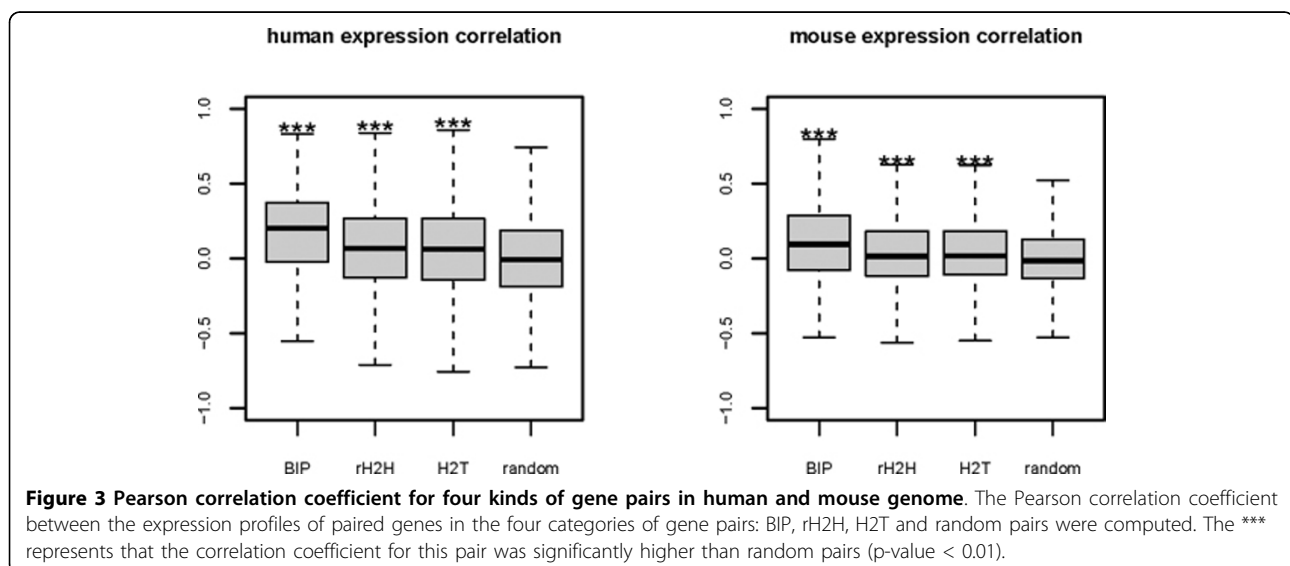 human expression correlation
mouse expression correlation
1.0
0.5
0.0
−0.5
−1.0
*** *** ***
BIP rH2H H2T random
1.0
0.5
0.0
−0.5
−1.0
*** *** ***
BIP rH2H H2T random
Figure 3 Pearson correlation coefficient for four kinds of gene pairs in human and mouse genome. The Pearson correlation coefficient
between the expression profiles of paired genes in the four categories of gene pairs: BIP, rH2H, H2T and random pairs were computed. The ***
represents that the correlation coefficient for this pair was significantly higher than random pairs (p-value < 0.01).